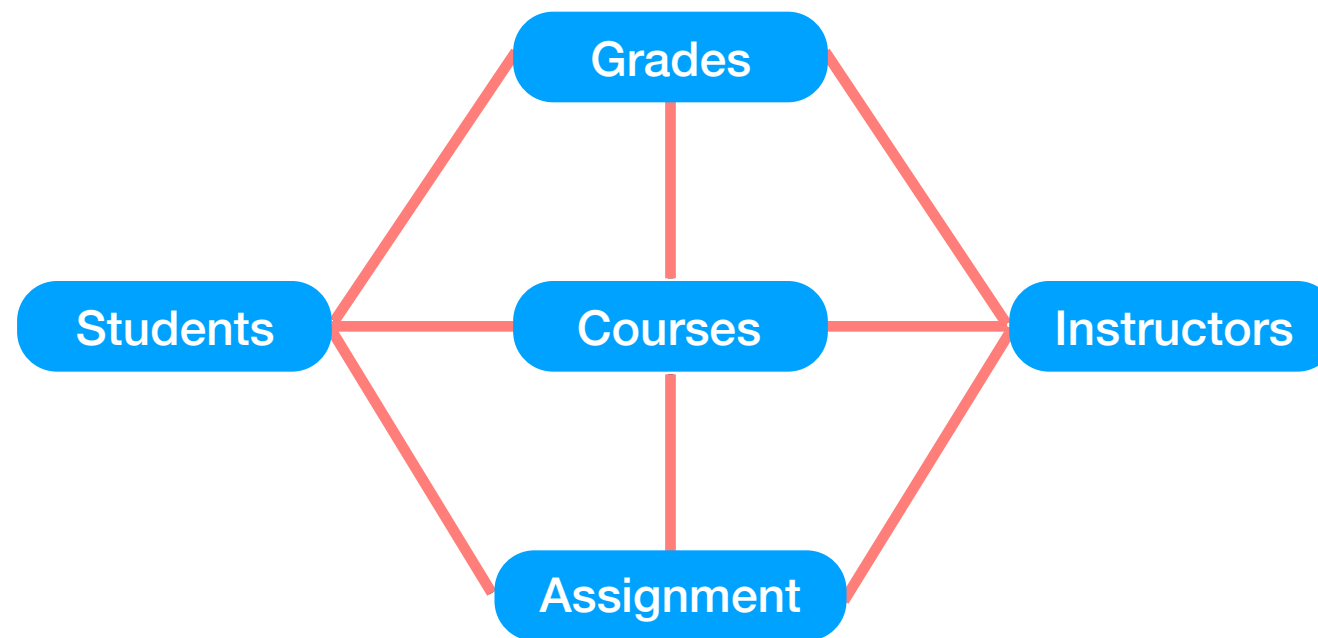 Grades
Students
Courses
Instructors
Assignment